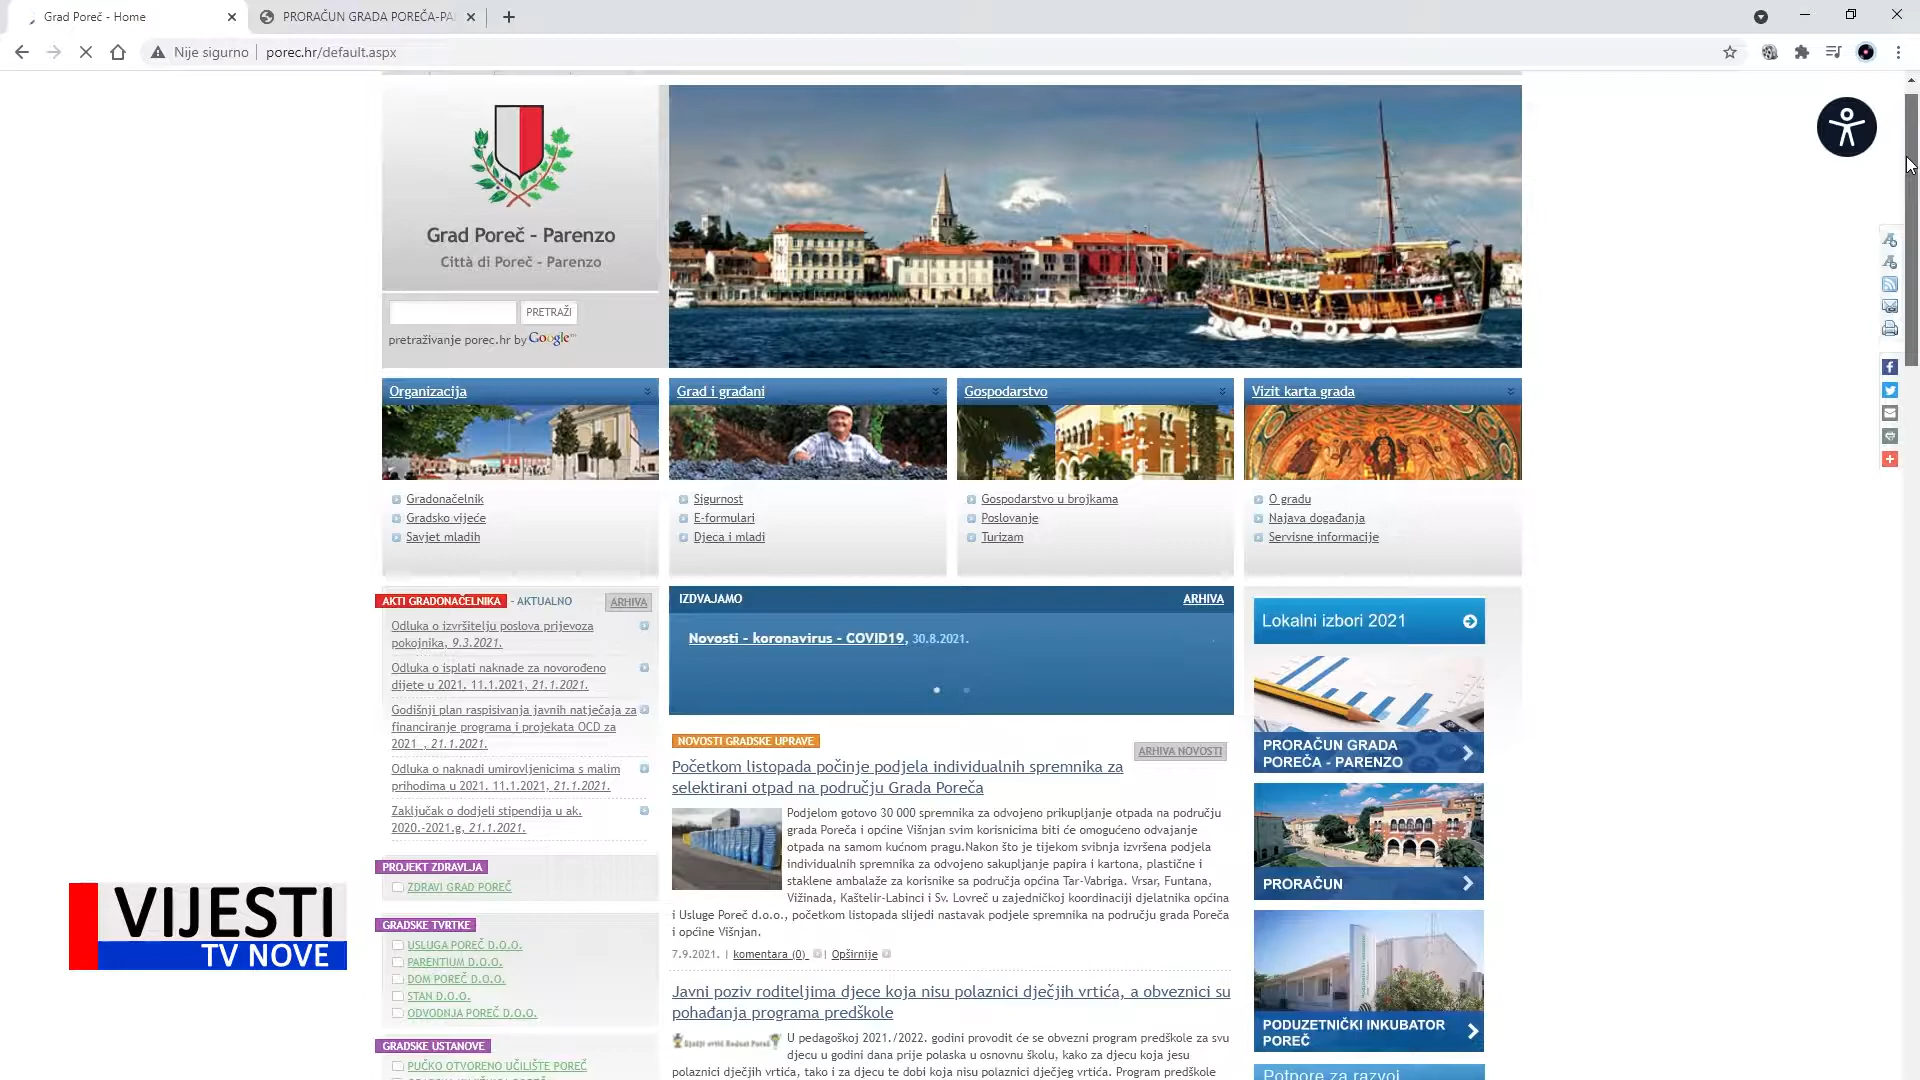 Grad Poreč - Home
PRORAČUN GRADA POREČA-PA
Nije sigurno
porec.hr/default.aspx
Grad Poreč - Parenzo
Città di Poreč - Parenzo
PRETRAŽI
pretraživanje porec.hr by Google
Organizacija
Grad i građani
Gospodarstvo
Vizit karta grada
Gradonačelnik
Gradsko vijeće
Savjet mladih
Sigurnost
E-formulari
Djeca i mladi
Gospodarstvo u brojkama
Poslovanje
Turizam
O gradu
Najava događanja
Servisne informacije
AKTI GRADONAČELNIKA - AKTUALNO
ARHIVA
Odluka o izvršitelju poslova prijevoza
pokojnika, 9.3.2021.
Odluka o isplati naknade za novorođeno
dijete u 2021. 11.1.2021, 21.1.2021.
Godišnji plan raspisivanja javnih natječaja za
financiranje programa i projekata OCD za
2021 , 21.1.2021.
Odluka o naknadi umirovljenicima s malim
prihodima u 2021. 11.1.2021, 21.1.2021.
Zaključak o dodjeli stipendija u ak.
2020.-2021.g, 21.1.2021.
PROJEKT ZDRAVLJA
ZDRAVI GRAD POREČ
GRADSKE TVRTKE
USLUGA POREČ D.O.O.
PARENTIUM D.O.O.
DOM POREČ D.O.O.
STAN D.O.O.
ODVODNJA POREČ D.O.O.
GRADSKE USTANOVE
PUČKO OTVORENO UČILIŠTE POREČ
IZDVAJAMO
ARHIVA
Novosti - koronavirus - COVID19, 30.8.2021.
NOVOSTI GRADSKE UPRAVE
ARHIVA NOVOSTI
Početkom listopada počinje podjela individualnih spremnika za
selektirani otpad na području Grada Poreča
Podjelom gotovo 30 000 spremnika za odvojeno prikupljanje otpada na području
grada Poreča i općine Višnjan svim korisnicima biti će omogućeno odvajanje
otpada na samom kućnom pragu.Nakon što je tijekom svibnja izvršena podjela
individualnih spremnika za odvojeno sakupljanje papira i kartona, plastične i
staklene ambalaže za korisnike sa područja općina Tar-Vabriga. Vrsar, Funtana,
Vižinada, Kaštelir-Labinci i Sv. Lovreč u zajedničkoj koordinaciji djelatnika općina
i Usluge Poreč d.o.o., početkom listopada slijedi nastavak podjele spremnika na području grada Poreča
i općine Višnjan.
7.9.2021. | komentara (0) | Opširnije
Javni poziv roditeljima djece koja nisu polaznici dječjih vrtića, a obveznici su
pohađanja programa predškole
Dječji vrtić Radost Poreč
U pedagoškoj 2021./2022. godini provodit će se obvezni program predškole za svu
djecu u godini dana prije polaska u osnovnu školu, kako za djecu koja jesu
polaznici dječjih vrtića, tako i za djecu te dobi koja nisu polaznici dječjeg vrtića. Program predškole
Lokalni izbori 2021
PRORAČUN GRADA
POREČA - PARENZO
PRORAČUN
PODUZETNIČKI INKUBATOR
POREČ
Potpore za razvoj
VIJESTI
TV NOVE